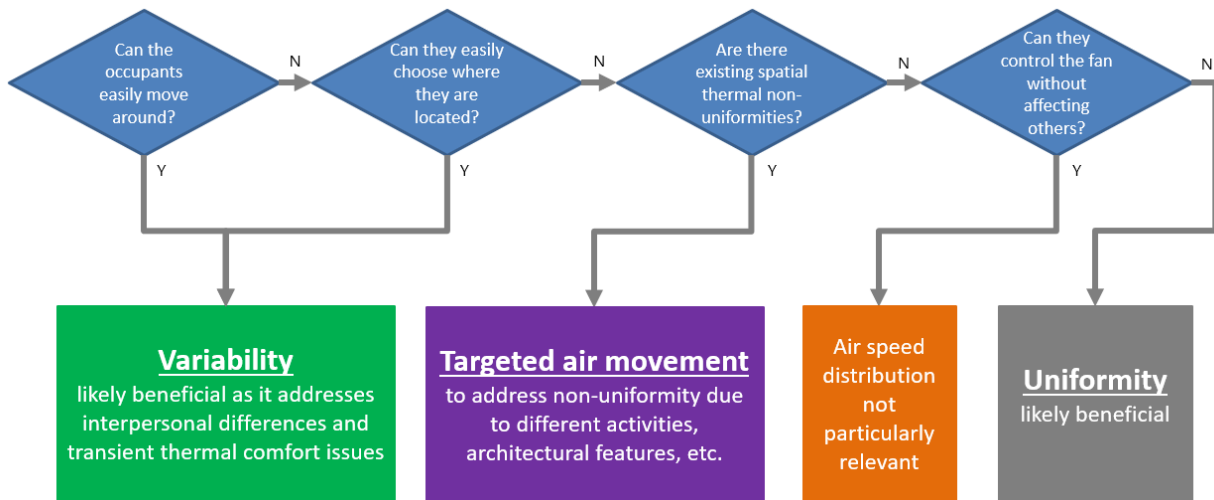 Can the
occupants
easily move
around?
N
Can they easily
choose where
they are
located?
N
Are there
existing spatial
thermal non-
uniformities?
N
Can they
control the fan
without
affecting
others?
N
Y
Y
Y
Y
Variability
likely beneficial as it addresses
interpersonal differences and
transient thermal comfort issues
Targeted air movement
to address non-uniformity due
to different activities,
architectural features, etc.
Air speed
distribution
not
particularly
relevant
Uniformity
likely beneficial